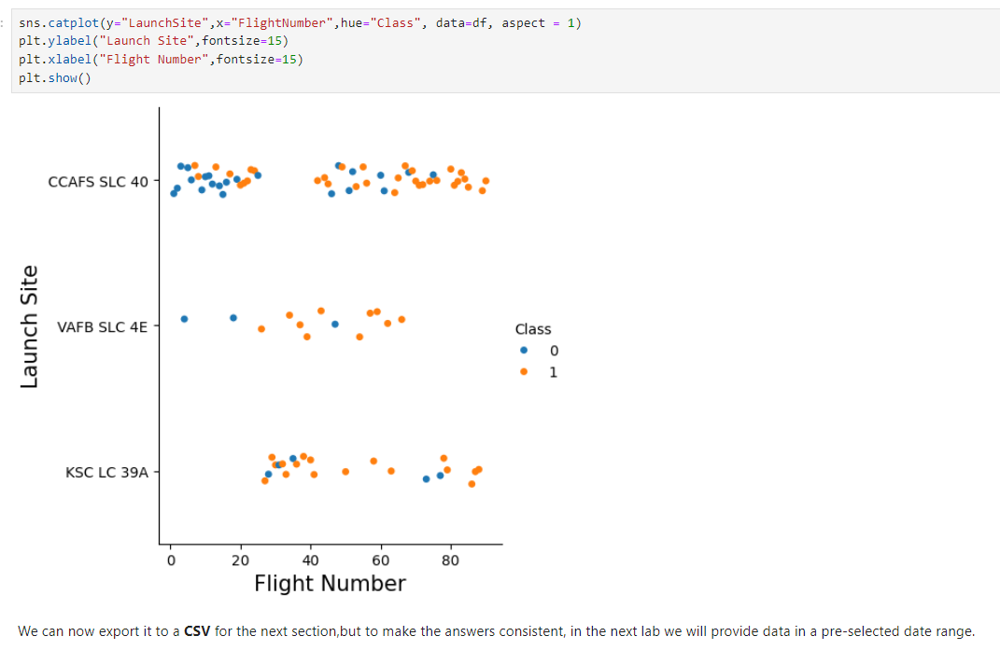 :
sns.catplot(y="LaunchSite",x="FlightNumber",hue="Class", data=df, aspect = 1)
plt.ylabel("Launch Site",fontsize=15)
plt.xlabel("Flight Number",fontsize=15)
plt.show()
CCAFS SLC 40
VAFB SLC 4E
KSC LC 39A
Launch Site
Class
0
1
0 20 40 60 80
Flight Number
We can now export it to a CSV for the next section,but to make the answers consistent, in the next lab we will provide data in a pre-selected date range.